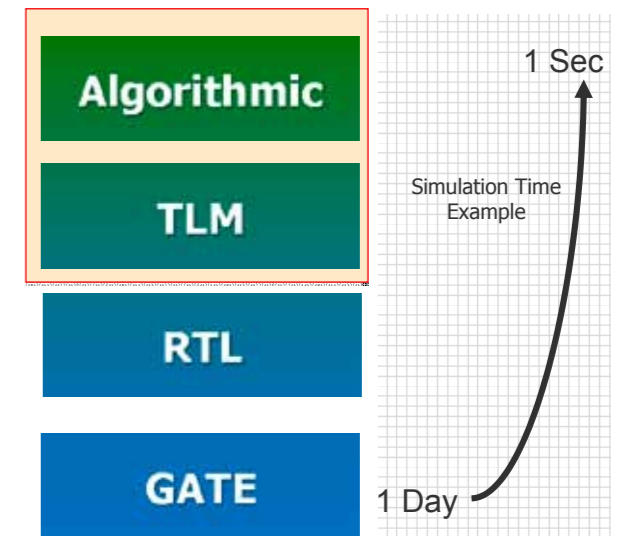 Algorithmic
TLM
RTL
GATE
1 Sec
Simulation Time
Example
1 Day